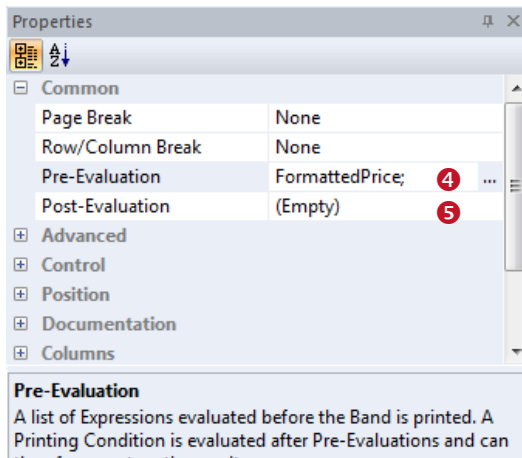 Properties
Common
Page Break None
Row/Column Break None
Pre-Evaluation FormattedPrice; 4 ...
Post-Evaluation (Empty) 5
Advanced
Control
Position
Documentation
Columns
Pre-Evaluation
A list of Expressions evaluated before the Band is printed. A
Printing Condition is evaluated after Pre-Evaluations and can